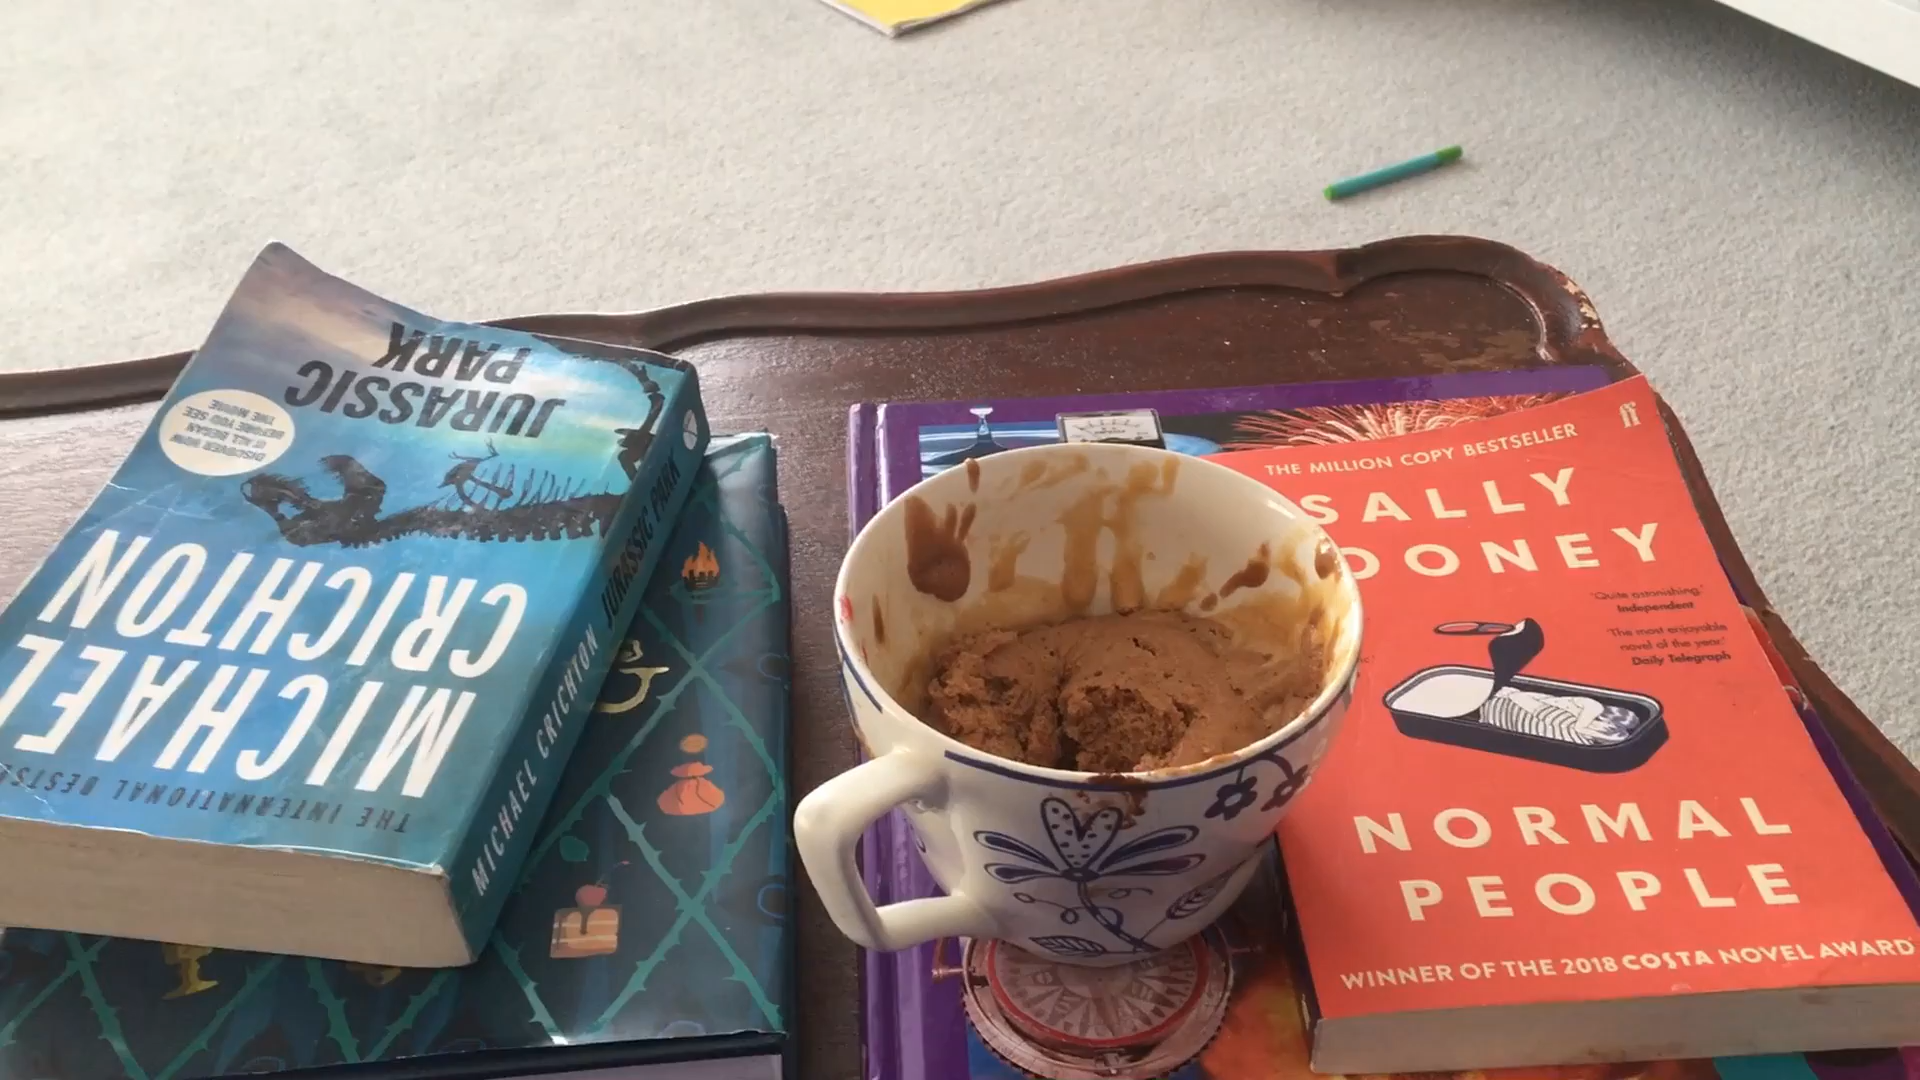 THE INTERNATIONAL
MICHAEL
CRICHTON
JURASSIC
PARK
DISCOVER HOW
IT ALL BEGAN
BEFORE YOU SEE
THE MOVIE
MICHAEL CRICHTON JURASSIC PARK
ff
THE MILLION COPY BESTSELLER
SALLY
OONEY
'Quite astonishing.'
Independent
'The most enjoyable
novel of the year.'
Daily Telegraph
NORMAL
PEOPLE
WINNER OF THE 2018 COSTA NOVEL AWARD